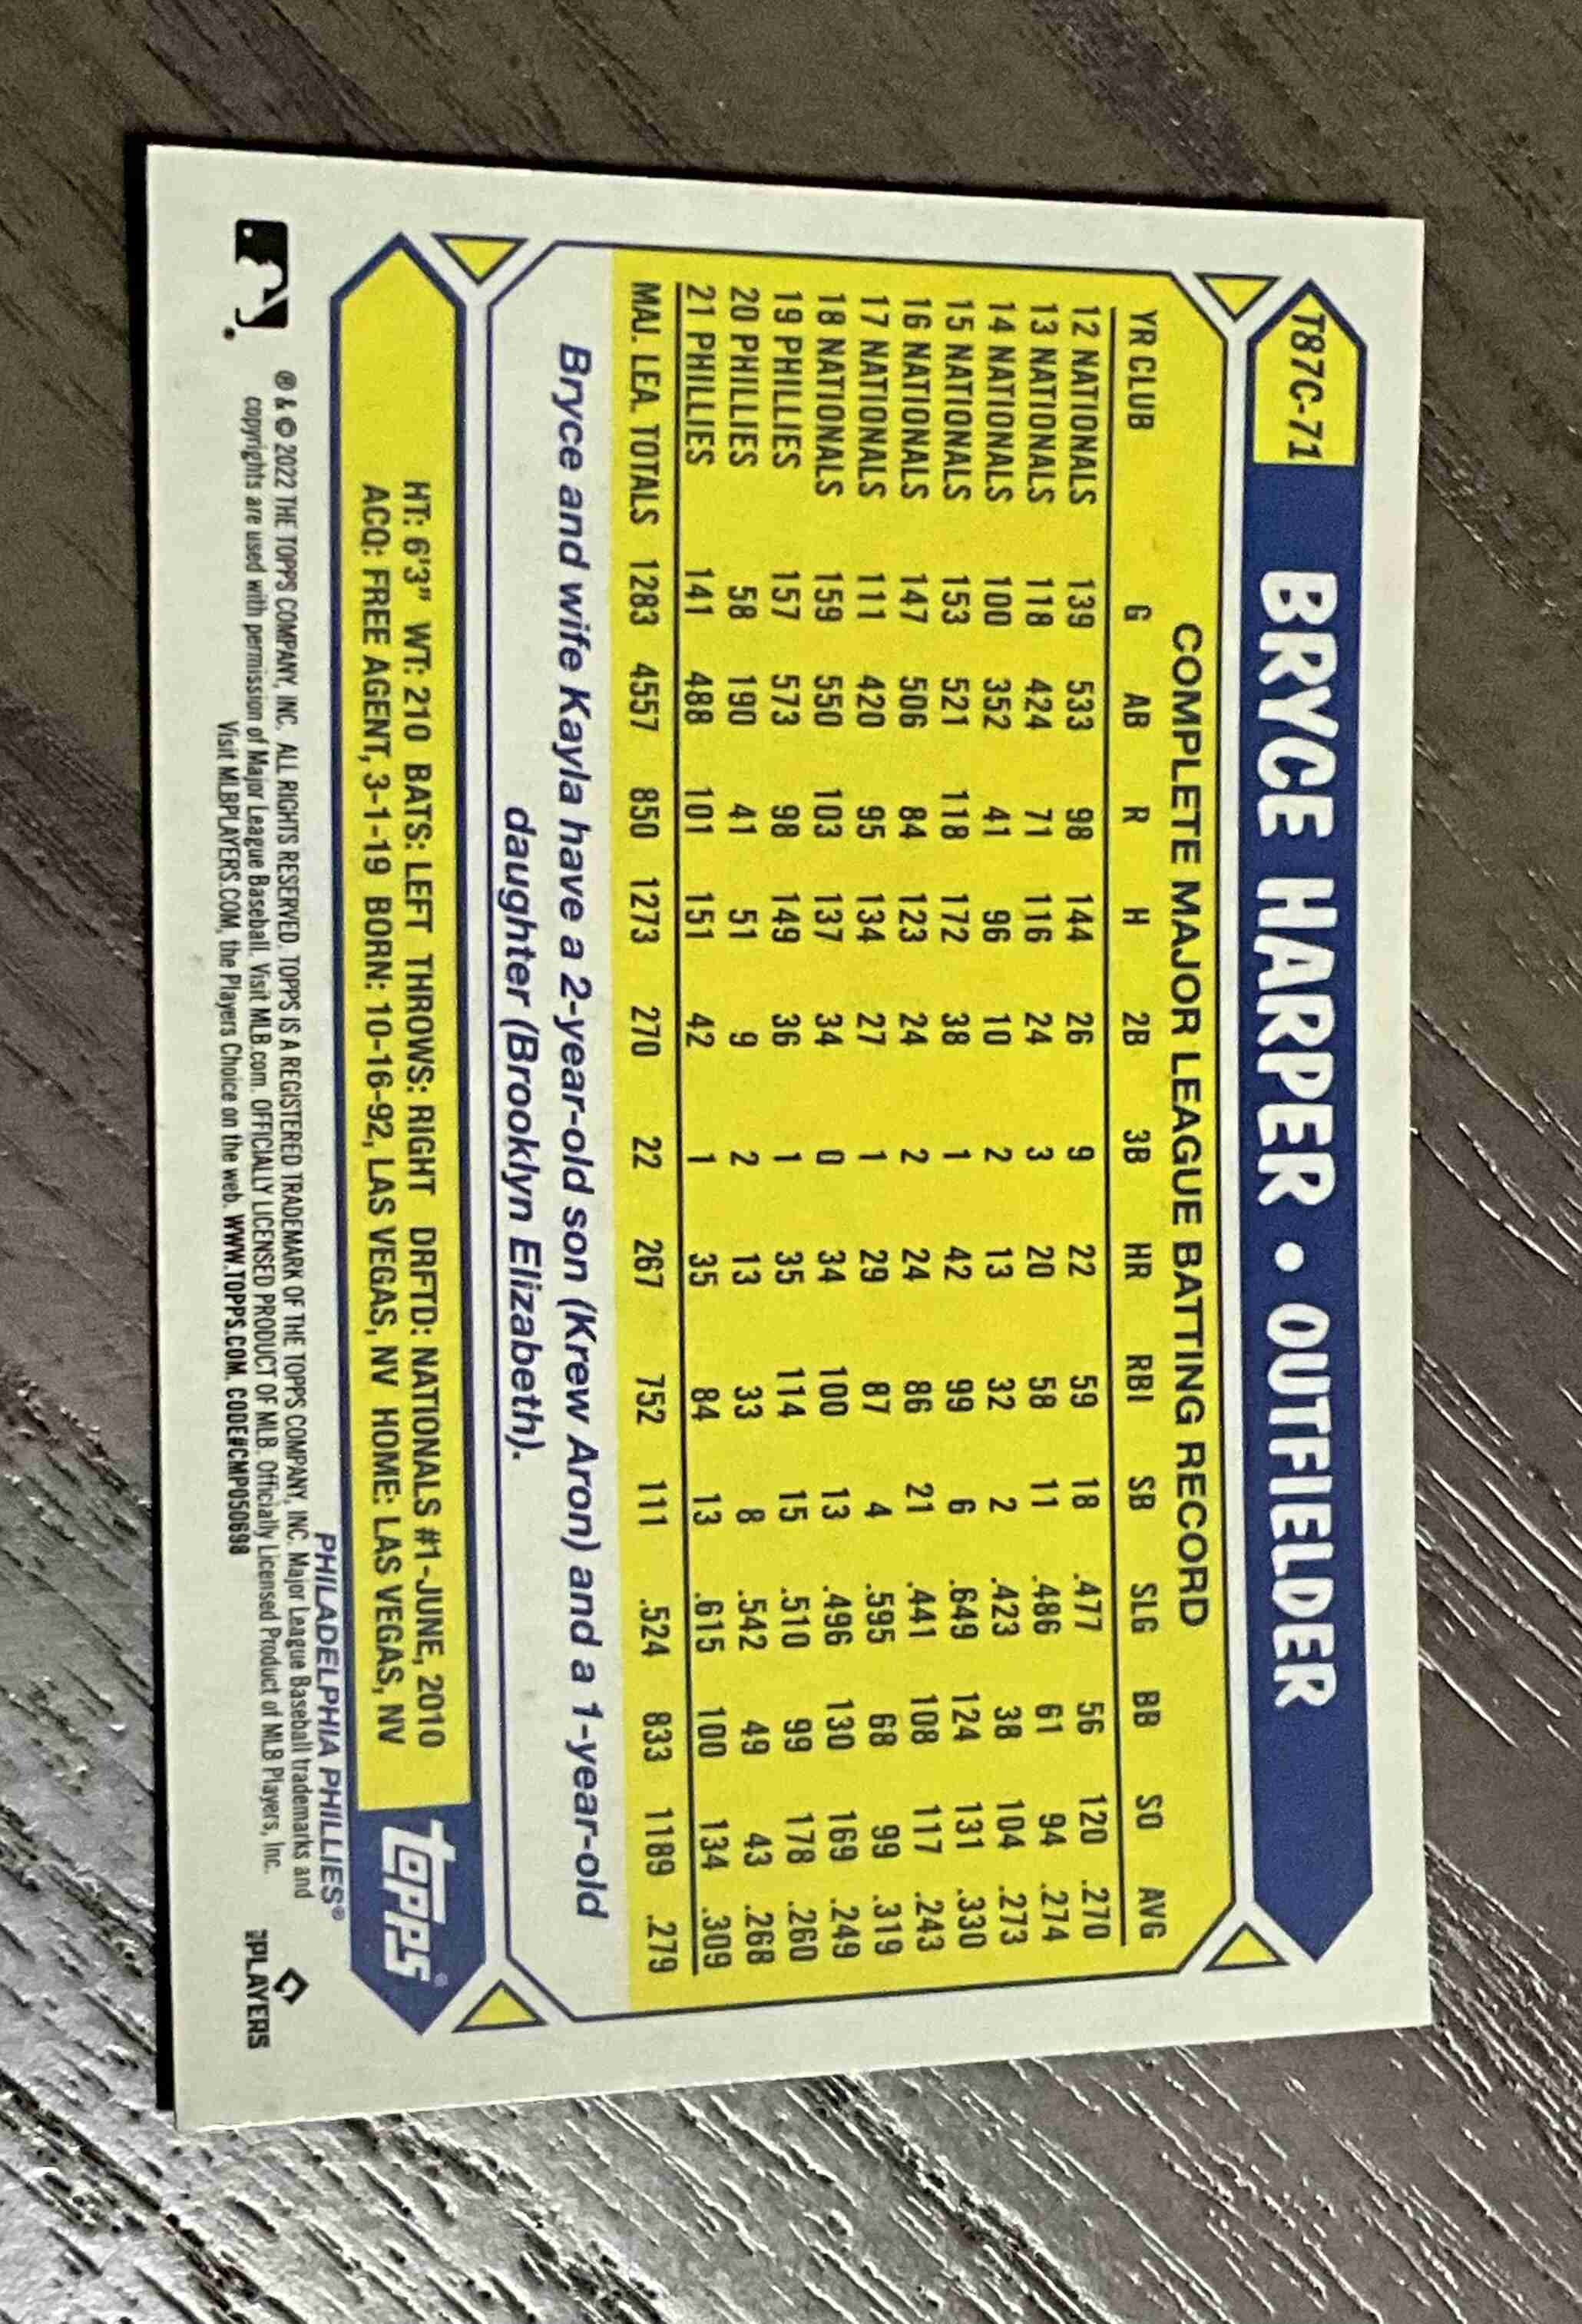 T87C-71 BRYCE HARPER • OUTFIELDER
COMPLETE MAJOR LEAGUE BATTING RECORD
YR CLUB G AB R H 2B 3B HR RBI SB SLG BB SO AVG
12 NATIONALS 139 533 98 144 26 9 22 59 18 .477 56 120 .270
13 NATIONALS 118 424 71 116 24 3 20 58 11 .486 61 94 .274
14 NATIONALS 100 352 41 96 10 2 13 32 2 .423 38 104 .273
15 NATIONALS 153 521 118 172 38 1 42 99 6 .649 124 131 .330
16 NATIONALS 147 506 84 123 24 2 24 86 21 .441 108 117 .243
17 NATIONALS 111 420 95 134 27 1 29 87 4 .595 68 99 .319
18 NATIONALS 159 550 103 137 34 0 34 100 13 .496 130 169 .249
19 PHILLIES 157 573 98 149 36 1 35 114 15 .510 99 178 .260
20 PHILLIES 58 190 41 51 9 2 13 33 8 .542 49 43 .268
21 PHILLIES 141 488 101 151 42 1 35 84 13 .615 100 134 .309
MAJ. LEA. TOTALS 1283 4557 850 1273 270 22 267 752 111 .524 833 1189 .279
Bryce and wife Kayla have a 2-year-old son (Krew Aron) and a 1-year-old
daughter (Brooklyn Elizabeth).
HT: 6'3" WT: 210 BATS: LEFT THROWS: RIGHT DRFTD: NATIONALS #1-JUNE, 2010
ACQ: FREE AGENT, 3-1-19 BORN: 10-16-92, LAS VEGAS, NV HOME: LAS VEGAS, NV
topps®
PHILADELPHIA PHILLIES®
® & © 2022 THE TOPPS COMPANY, INC. ALL RIGHTS RESERVED. TOPPS IS A REGISTERED TRADEMARK OF THE TOPPS COMPANY, INC. Major League Baseball trademarks and
copyrights are used with permission of Major League Baseball. Visit MLB.com. OFFICIALLY LICENSED PRODUCT OF MLB. Officially Licensed Product of MLB Players, Inc.
Visit MLBPLAYERS.COM, the Players Choice on the web. WWW.TOPPS.COM. CODE#CMP050698
PLAYERS